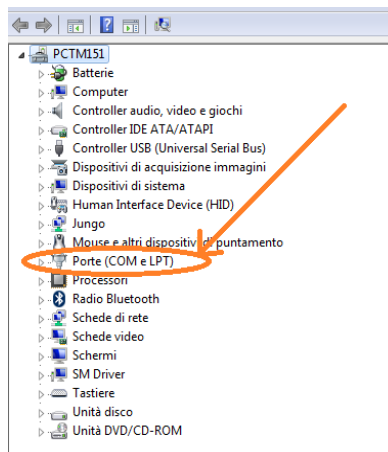 PCTM151
Batterie
Computer
Controller audio, video e giochi
Controller IDE ATA/ATAPI
Controller USB (Universal Serial Bus)
Dispositivi di acquisizione immagini
Dispositivi di sistema
Human Interface Device (HID)
Jungo
Mouse e altri dispositivi di puntamento
Porte (COM e LPT)
Processori
Radio Bluetooth
Schede di rete
Schede video
Schermi
SM Driver
Tastiere
Unità disco
Unità DVD/CD-ROM